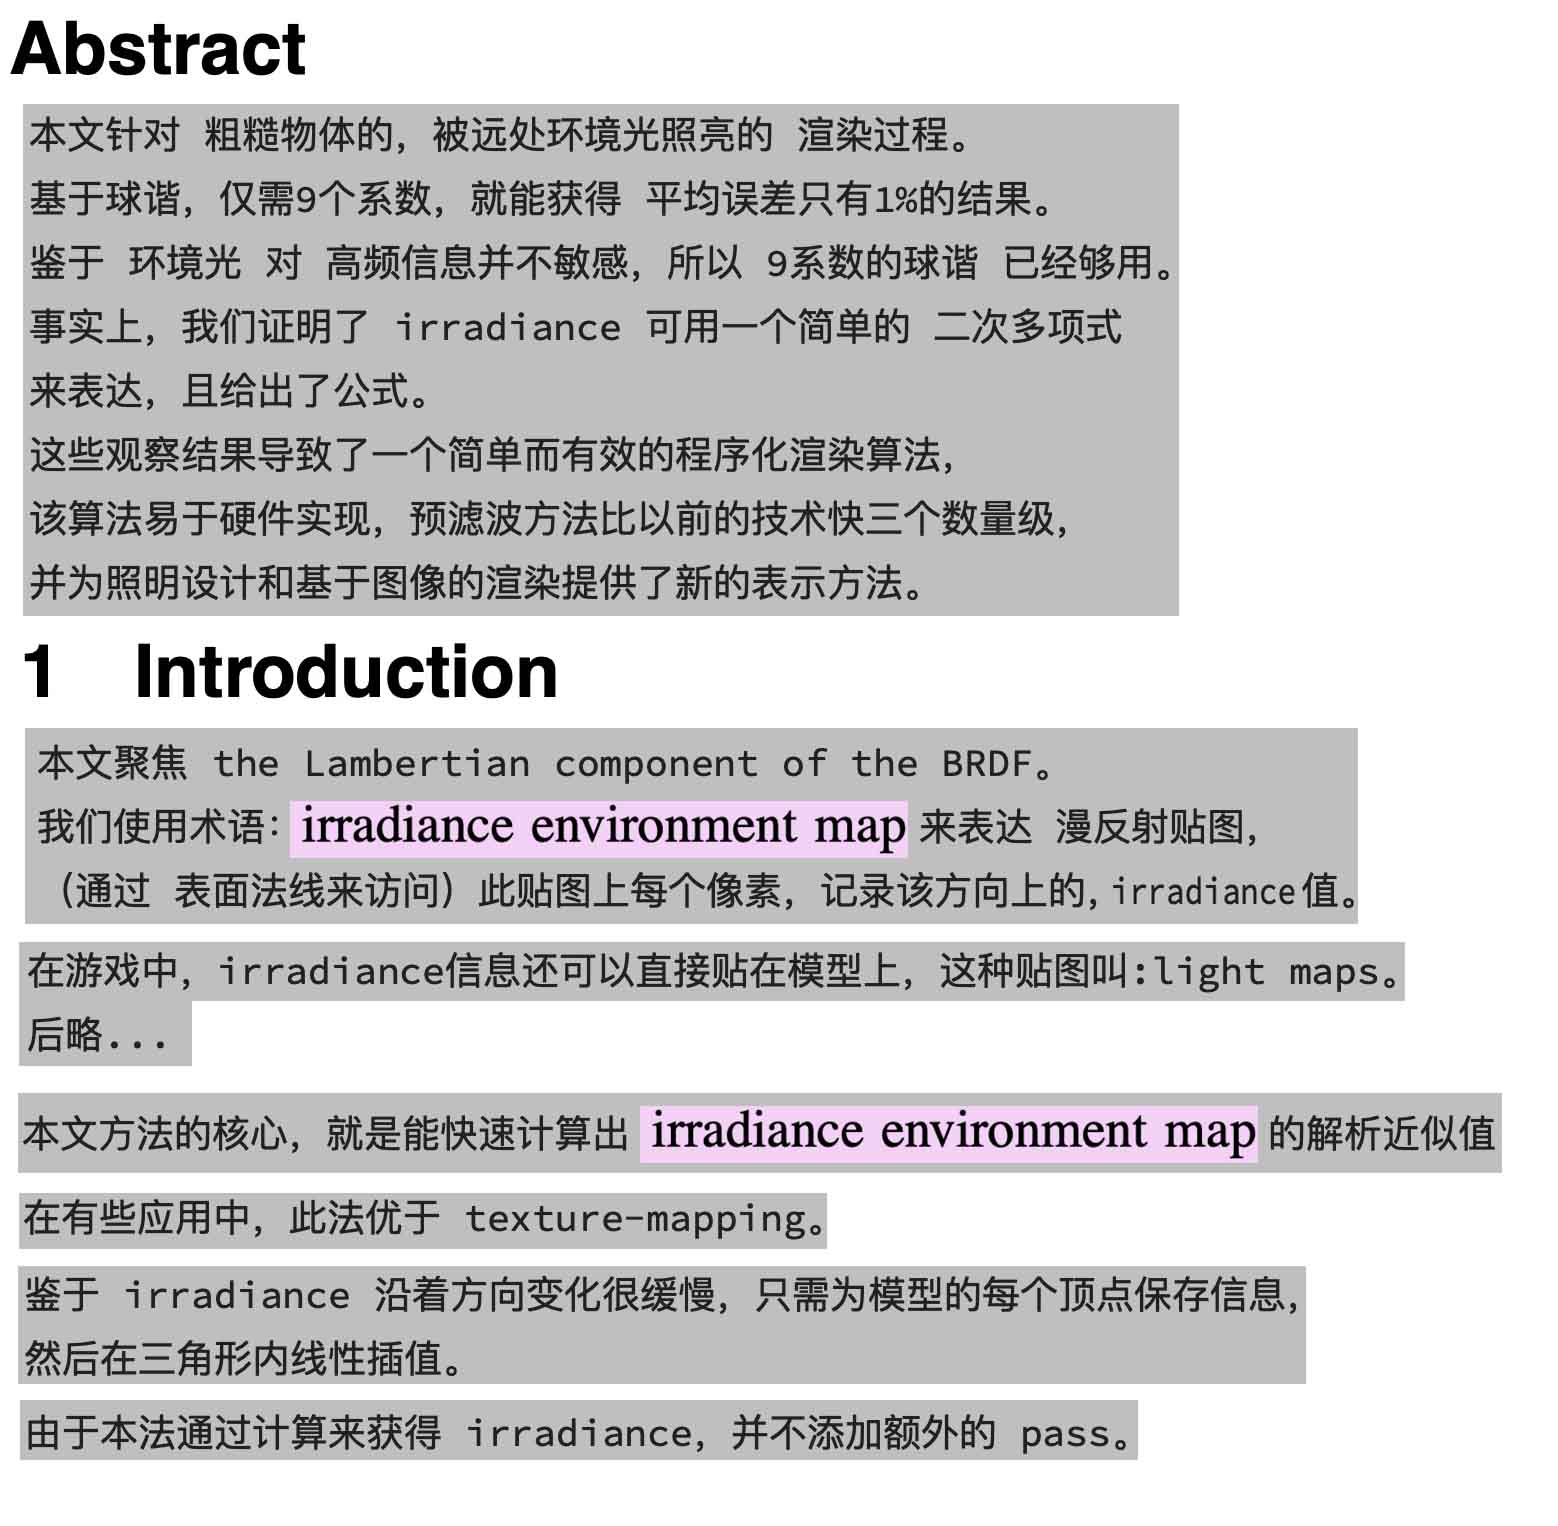 Abstract
本文针对 粗糙物体的，被远处环境光照亮的 渲染过程。
基于球谐，仅需9个系数，就能获得 平均误差只有1%的结果。
鉴于 环境光 对 高频信息并不敏感，所以 9系数的球谐 已经够用。
事实上，我们证明了 irradiance 可用一个简单的 二次多项式
来表达，且给出了公式。
这些观察结果导致了一个简单而有效的程序化渲染算法，
该算法易于硬件实现，预滤波方法比以前的技术快三个数量级，
并为照明设计和基于图像的渲染提供了新的表示方法。
1 Introduction
本文聚焦 the Lambertian component of the BRDF。
我们使用术语：irradiance environment map 来表达 漫反射贴图，
（通过 表面法线来访问）此贴图上每个像素，记录该方向上的，irradiance值。
在游戏中，irradiance信息还可以直接贴在模型上，这种贴图叫:light maps。
后略...
本文方法的核心，就是能快速计算出 irradiance environment map 的解析近似值
在有些应用中，此法优于 texture-mapping。
鉴于 irradiance 沿着方向变化很缓慢，只需为模型的每个顶点保存信息，
然后在三角形内线性插值。
由于本法通过计算来获得 irradiance，并不添加额外的 pass。